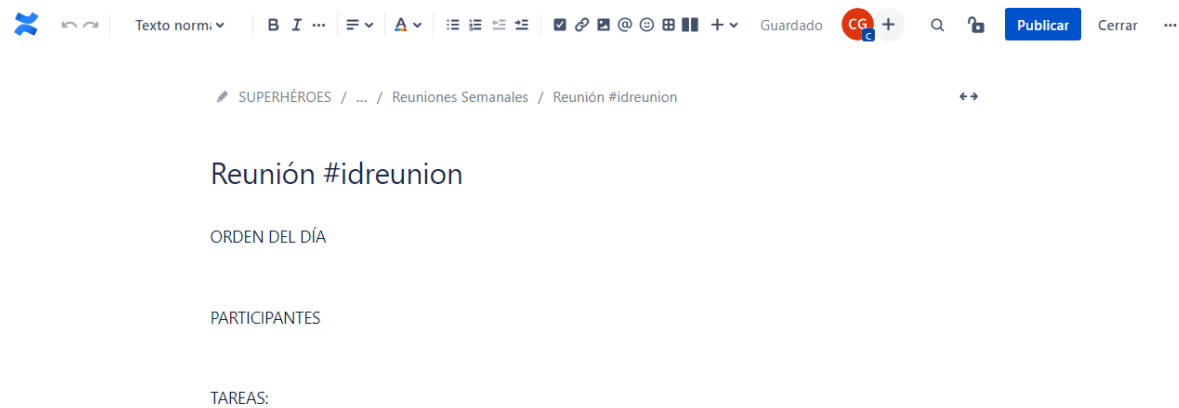 Texto norma
B I ... A @ Guardado CG C + Publicar Cerrar ...
SUPERHÉROES / ... / Reuniones Semanales / Reunión #idreunion
Reunión #idreunion
ORDEN DEL DÍA
PARTICIPANTES
TAREAS: